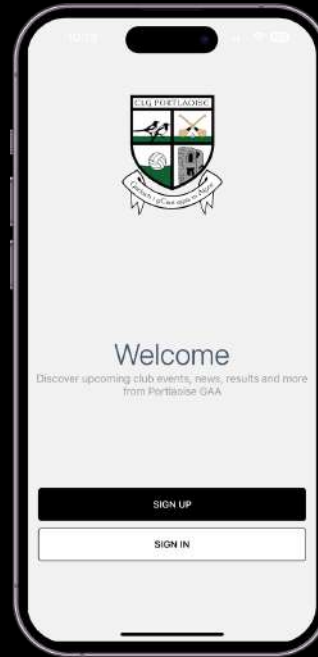 CLG PORTLAOISE
Welcome
Discover upcoming club events, news, results and more
from Portlaoise GAA
SIGN UP
SIGN IN